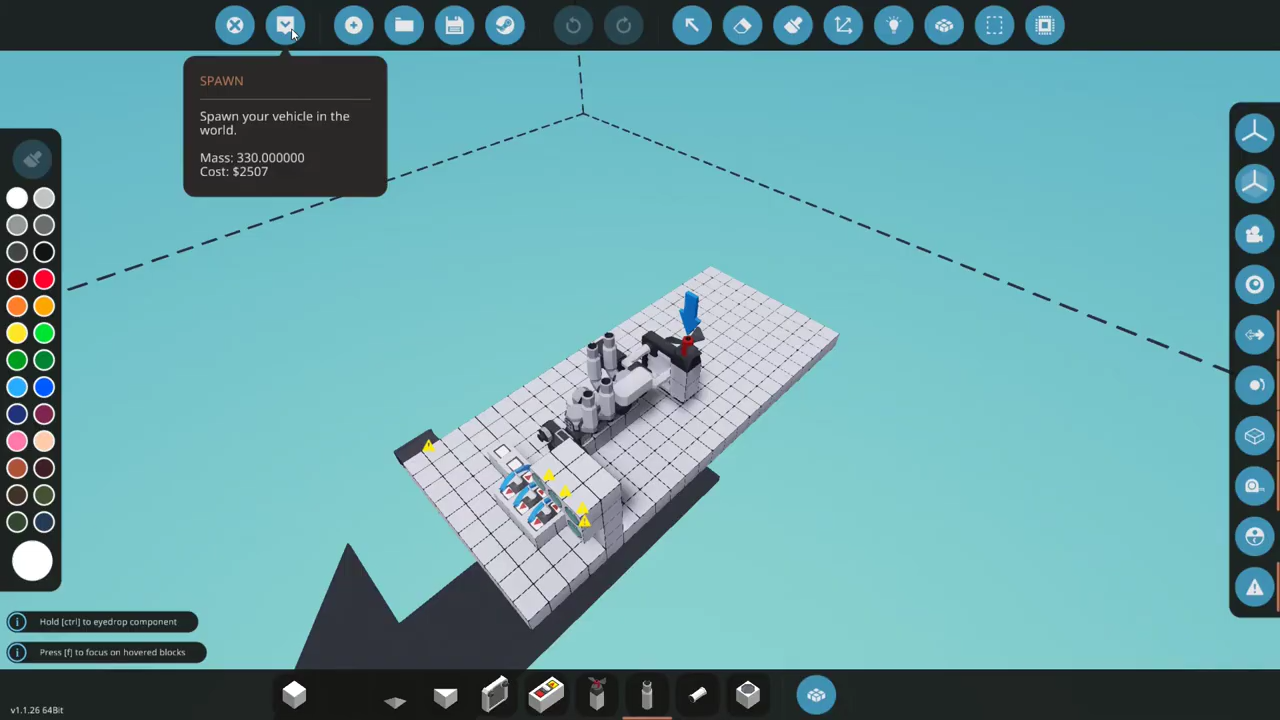 SPAWN
Spawn your vehicle in the
world.
Mass: 330.000000
Cost: $2507
Hold [ctrl] to eyedrop component
Press [f] to focus on hovered blocks
v1.1.26 64Bit